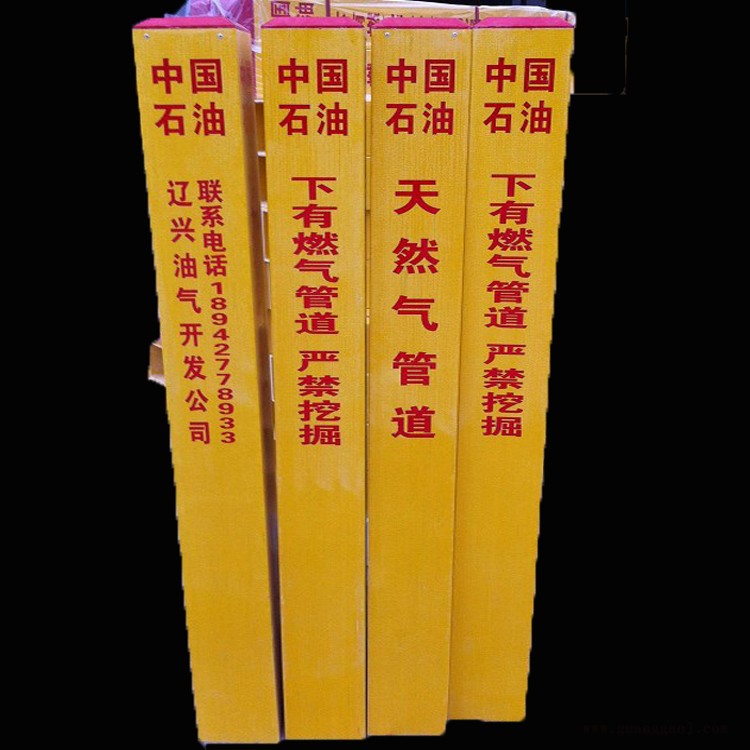 中国
石油
联系电话18942778933
辽兴油气开发公司
中国
石油
下有燃气管道 严禁挖掘
中国
石油
天然气管道
中国
石油
下有燃气管道 严禁挖掘